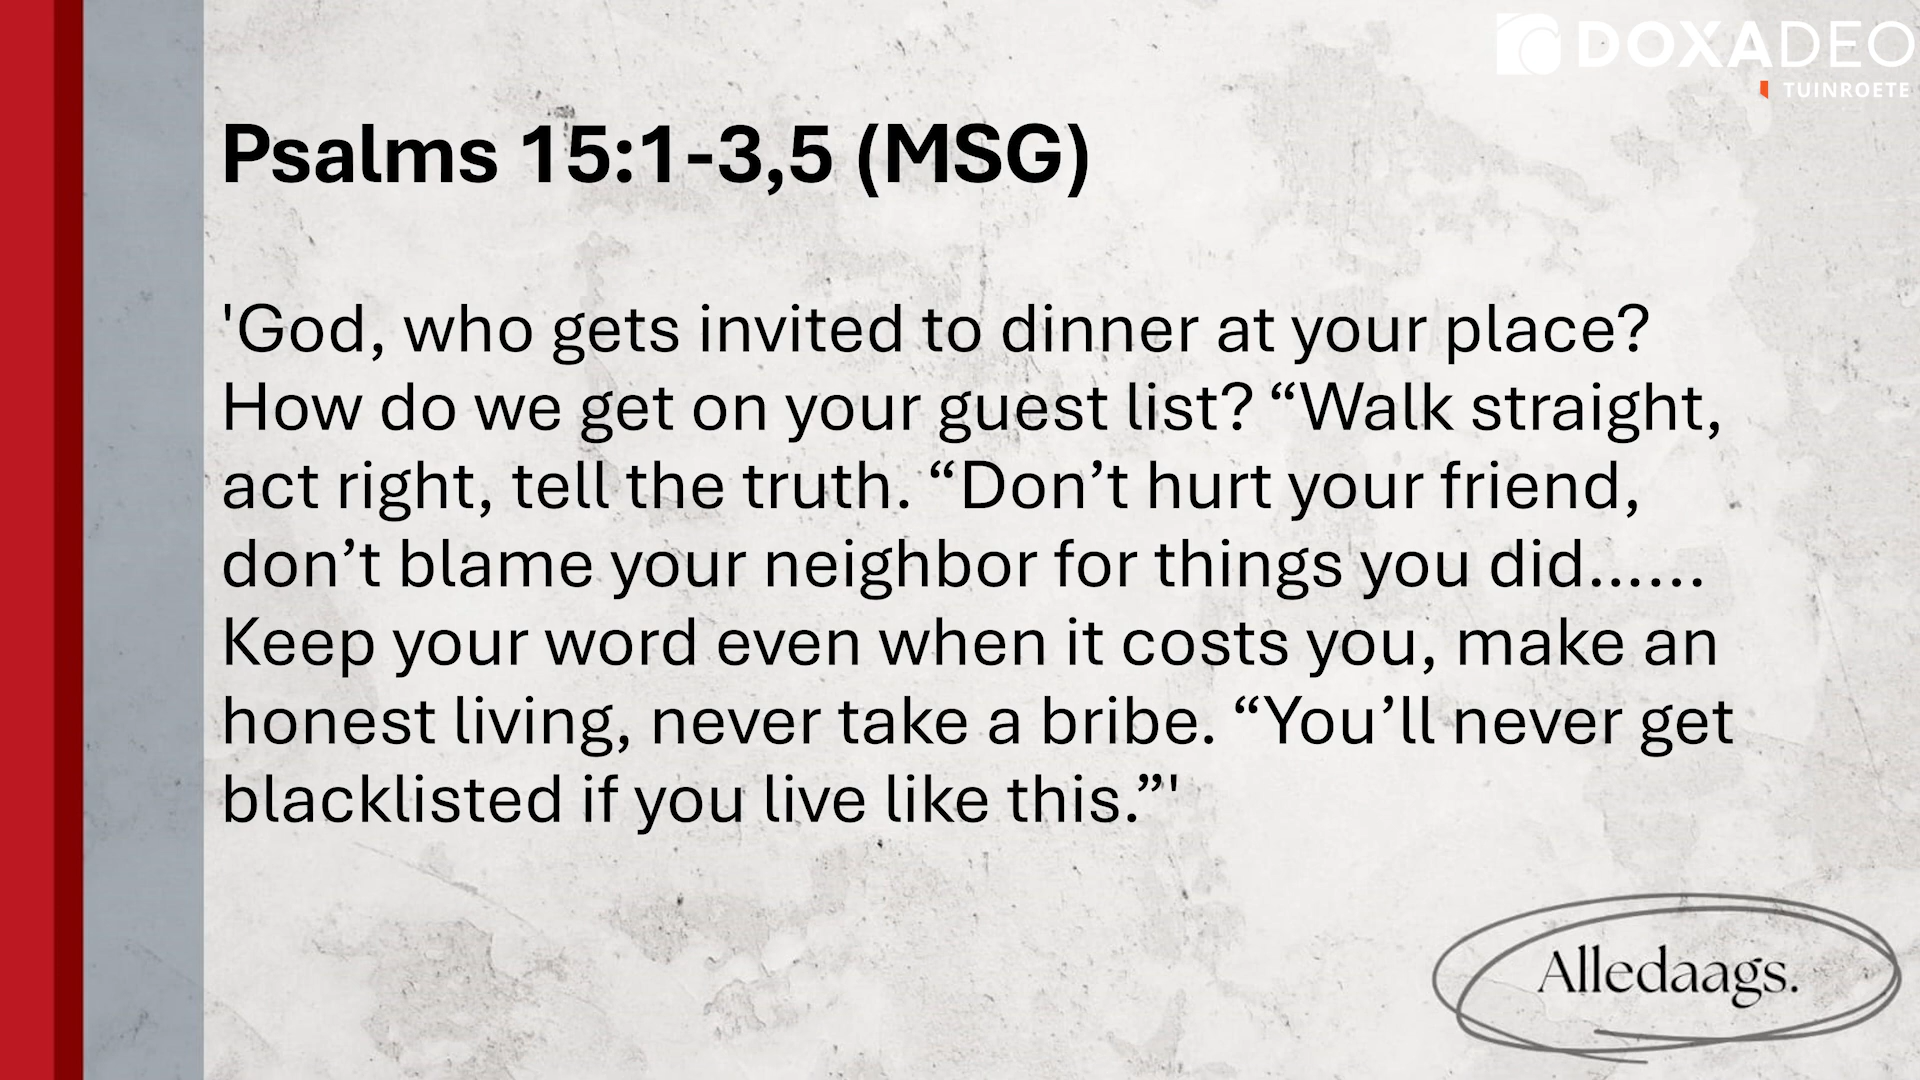 DOXADEO
TUINROETE
Psalms 15:1-3,5 (MSG)
'God, who gets invited to dinner at your place?
How do we get on your guest list? “Walk straight,
act right, tell the truth. “Don’t hurt your friend,
don’t blame your neighbor for things you did......
Keep your word even when it costs you, make an
honest living, never take a bribe. “You’ll never get
blacklisted if you live like this.”'
Alledaags.